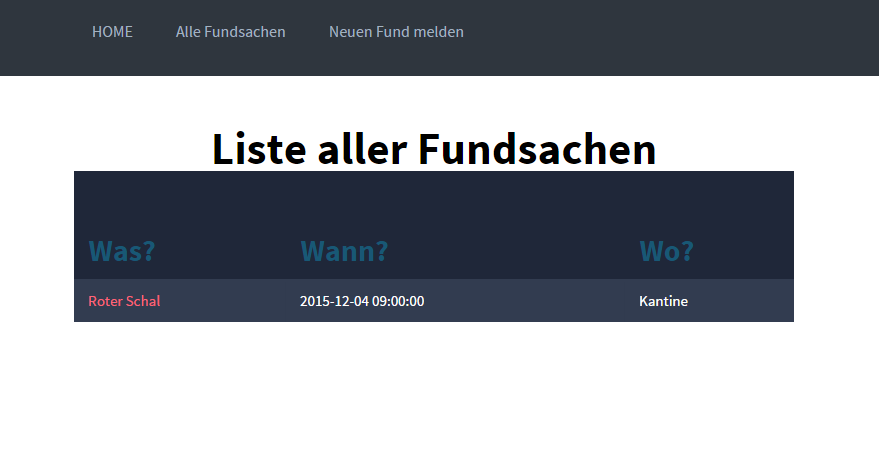 HOME Alle Fundsachen Neuen Fund melden
Liste aller Fundsachen
Was? Wann? Wo?
Roter Schal 2015-12-04 09:00:00 Kantine